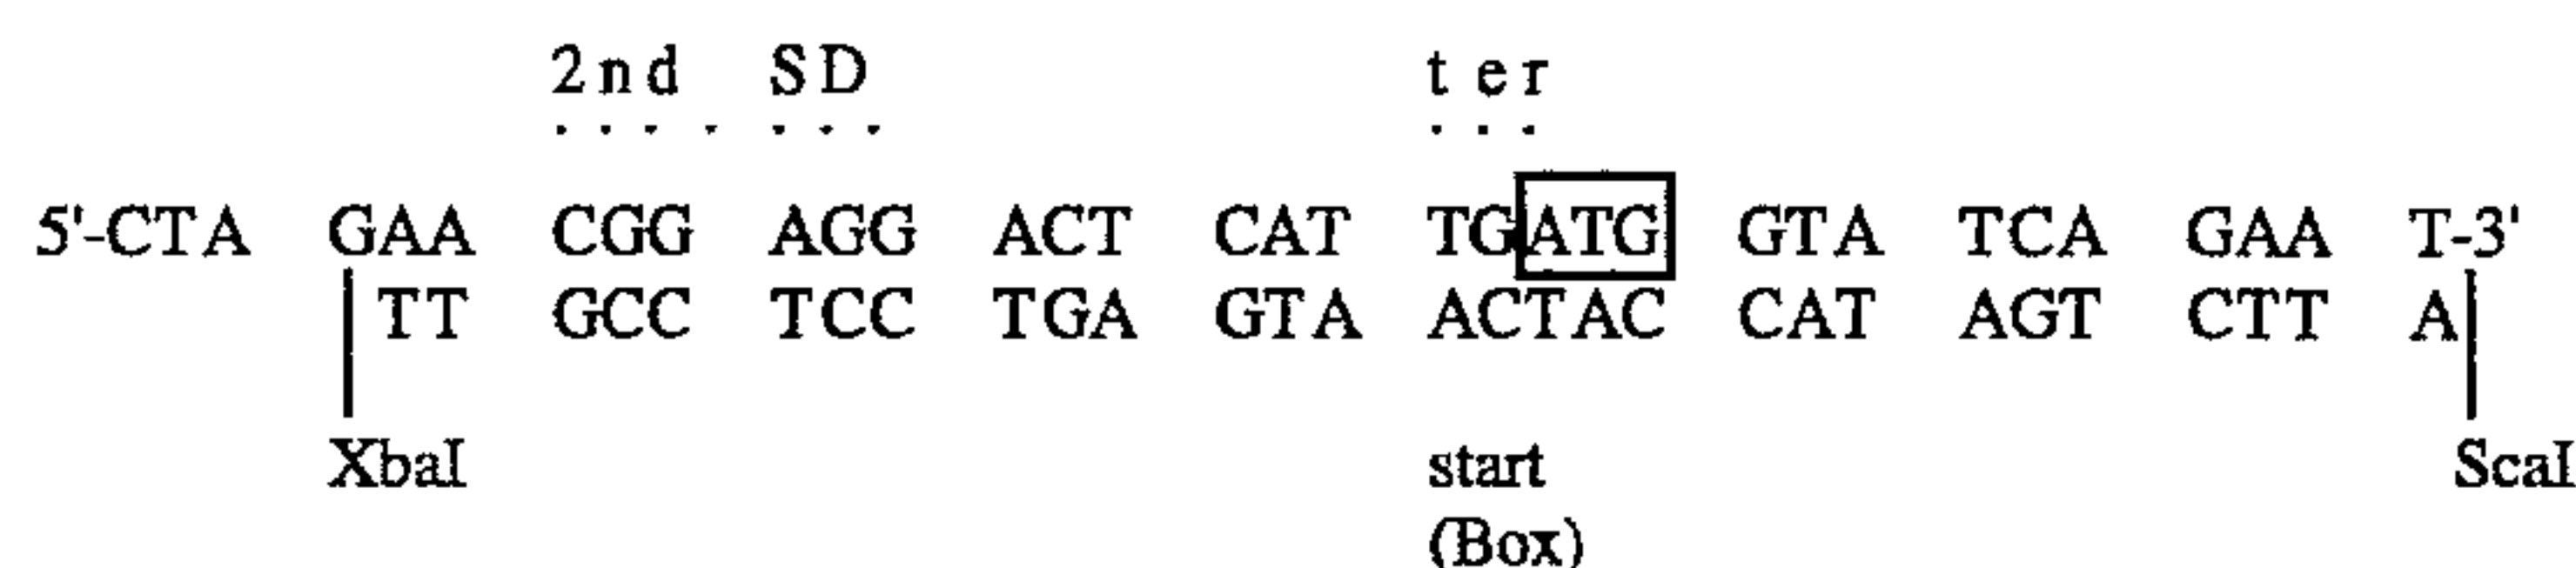 2nd SD ter
5'-CTA GAA CGG AGG ACT CAT TGATG GTA TCA GAA T-3'
TT GCC TCC TGA GTA ACTAC CAT AGT CTT A
XbaI start ScaI
(Box)